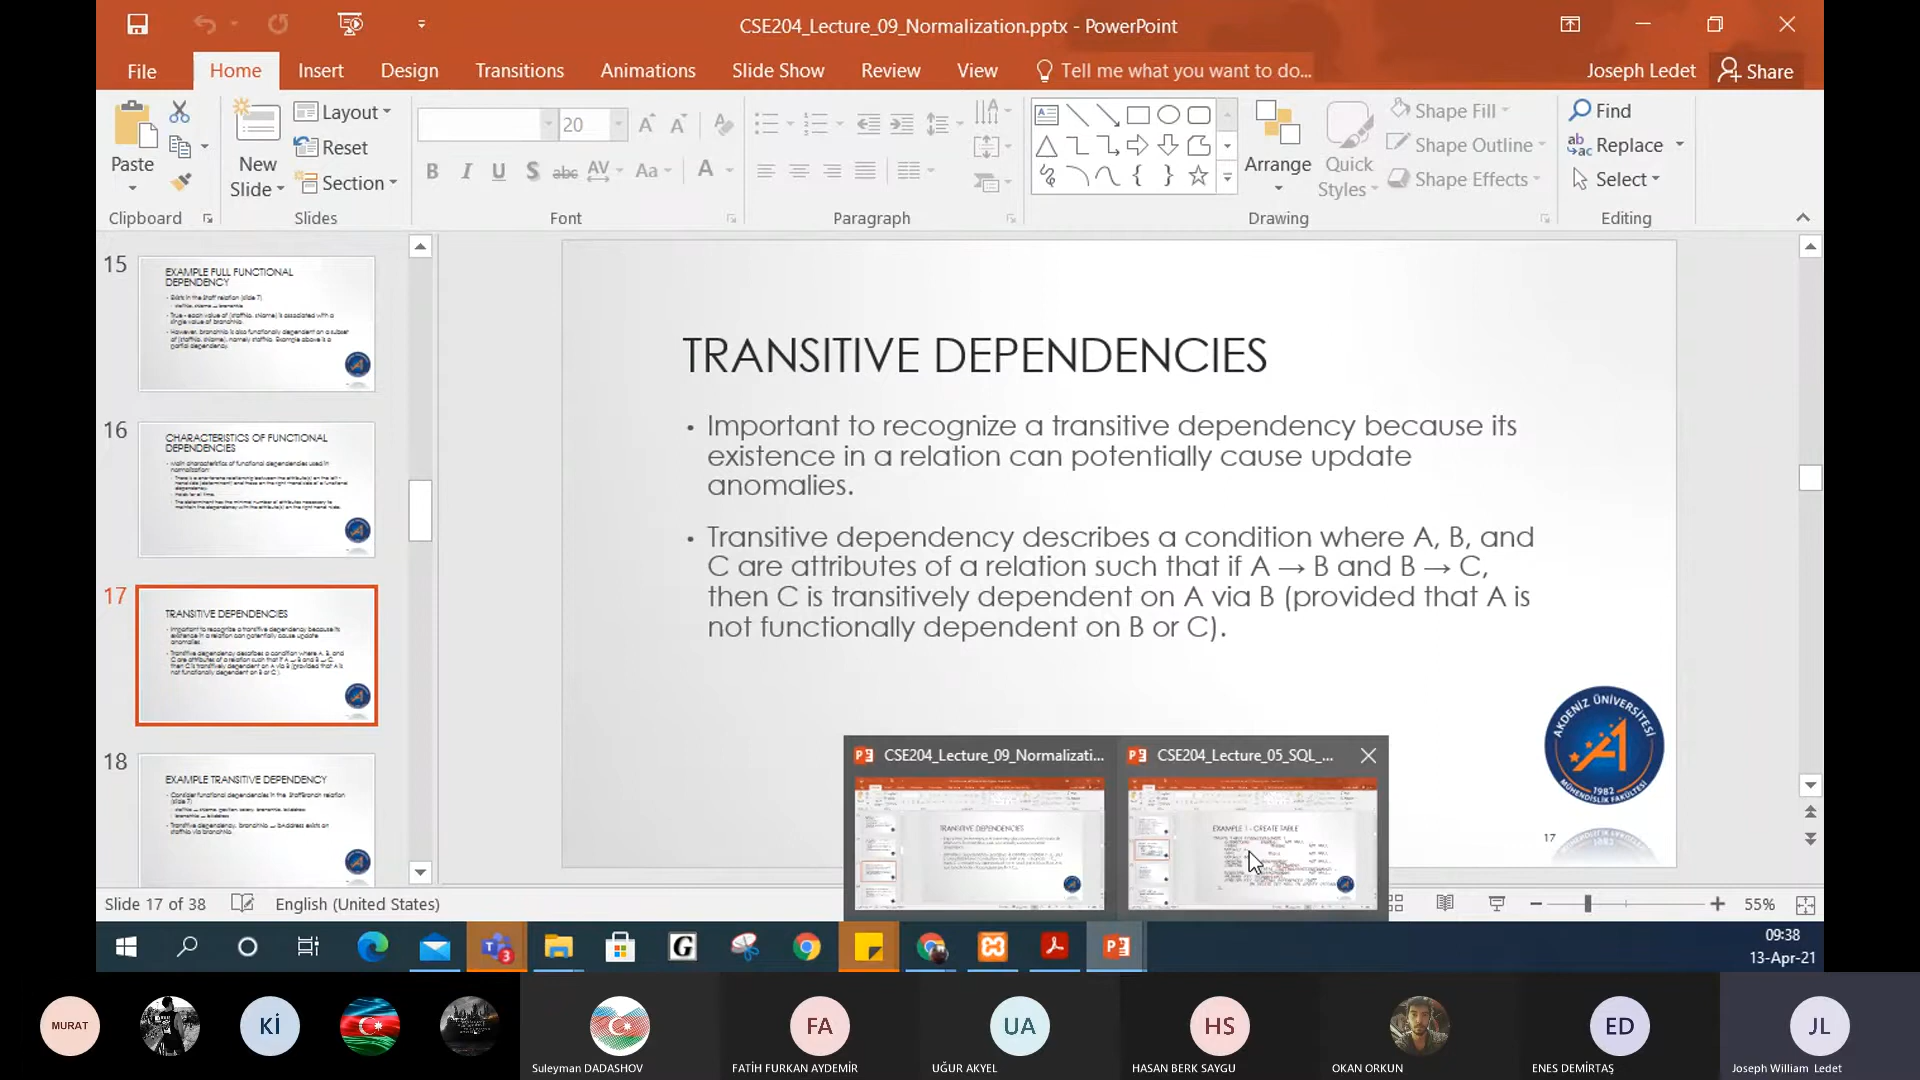 CSE204_Lecture_09_Normalization.pptx - PowerPoint
File
Home
Insert
Design
Transitions
Animations
Slide Show
Review
View
Tell me what you want to do...
Joseph Ledet
Share
Paste
New
Slide
Layout
Reset
Section
20
Arrange
Quick
Styles
Shape Fill
Shape Outline
Shape Effects
Find
Replace
Select
Clipboard
Slides
Font
Paragraph
Drawing
Editing
15
EXAMPLE FULL FUNCTIONAL
DEPENDENCY
16
CHARACTERISTICS OF FUNCTIONAL
DEPENDENCIES
17
TRANSITIVE DEPENDENCIES
18
EXAMPLE TRANSITIVE DEPENDENCY
TRANSITIVE DEPENDENCIES
• Important to recognize a transitive dependency because its
existence in a relation can potentially cause update
anomalies.
• Transitive dependency describes a condition where A, B, and
C are attributes of a relation such that if A → B and B → C,
then C is transitively dependent on A via B (provided that A is
not functionally dependent on B or C).
AKDENİZ ÜNİVERSİTESİ
1982
MÜHENDİSLİK FAKÜLTESİ
17
CSE204_Lecture_09_Normalizati...
CSE204_Lecture_05_SQL_...
TRANSITIVE DEPENDENCIES
EXAMPLE 1 - CREATE TABLE
Slide 17 of 38
English (United States)
55%
09:38
13-Apr-21
MURAT
Kİ
FA
UA
HS
ED
JL
Suleyman DADASHOV
FATİH FURKAN AYDEMİR
UĞUR AKYEL
HASAN BERK SAYGU
OKAN ORKUN
ENES DEMİRTAŞ
Joseph William Ledet